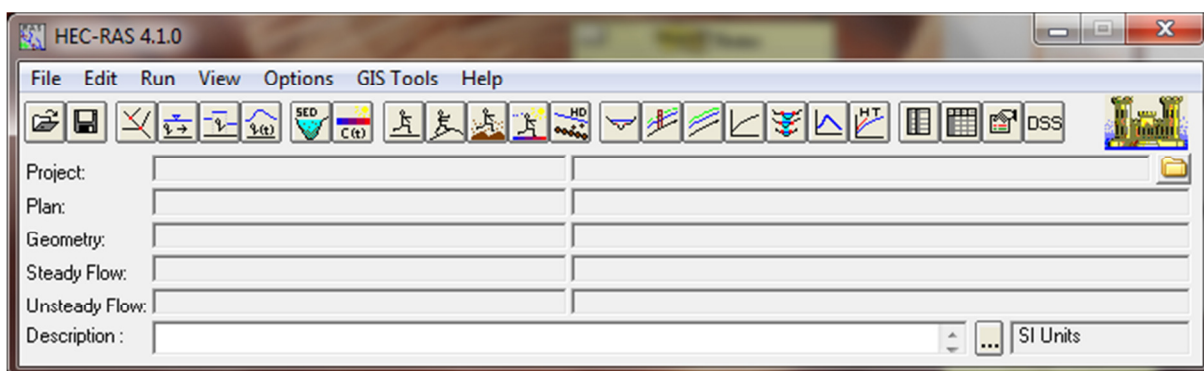 HEC-RAS 4.1.0
File Edit Run View Options GIS Tools Help
SED C(t) HD HT DSS
Project:
Plan:
Geometry:
Steady Flow:
Unsteady Flow:
Description : ... SI Units